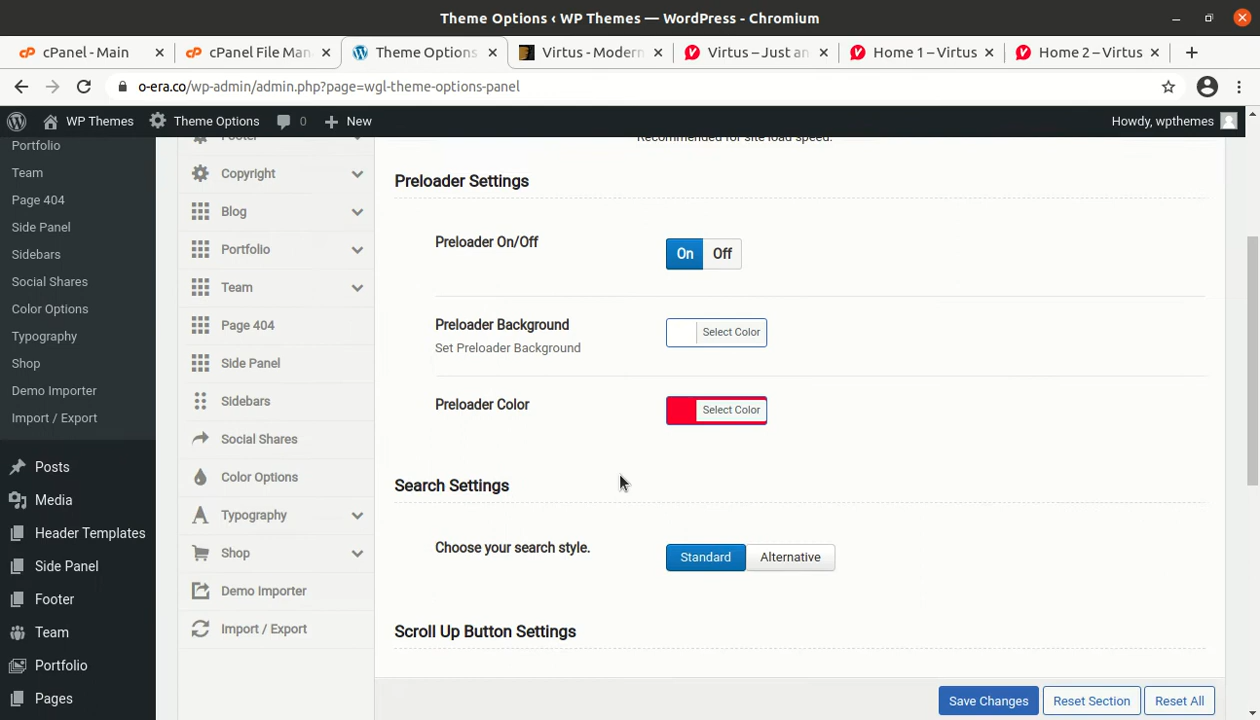 Theme Options ‹ WP Themes — WordPress - Chromium
cPanel - Main
cPanel File Man
Theme Options
Virtus - Modern
Virtus – Just an
Home 1 – Virtus
Home 2 – Virtus
o-era.co/wp-admin/admin.php?page=wgl-theme-options-panel
WP Themes
Theme Options
0
New
Howdy, wpthemes
Portfolio
Team
Page 404
Side Panel
Sidebars
Social Shares
Color Options
Typography
Shop
Demo Importer
Import / Export
Posts
Media
Header Templates
Side Panel
Footer
Team
Portfolio
Pages
Footer
Copyright
Blog
Portfolio
Team
Page 404
Side Panel
Sidebars
Social Shares
Color Options
Typography
Shop
Demo Importer
Import / Export
Recommended for site load speed.
Preloader Settings
Preloader On/Off
On
Off
Preloader Background
Set Preloader Background
Select Color
Preloader Color
Select Color
Search Settings
Choose your search style.
Standard
Alternative
Scroll Up Button Settings
Save Changes
Reset Section
Reset All